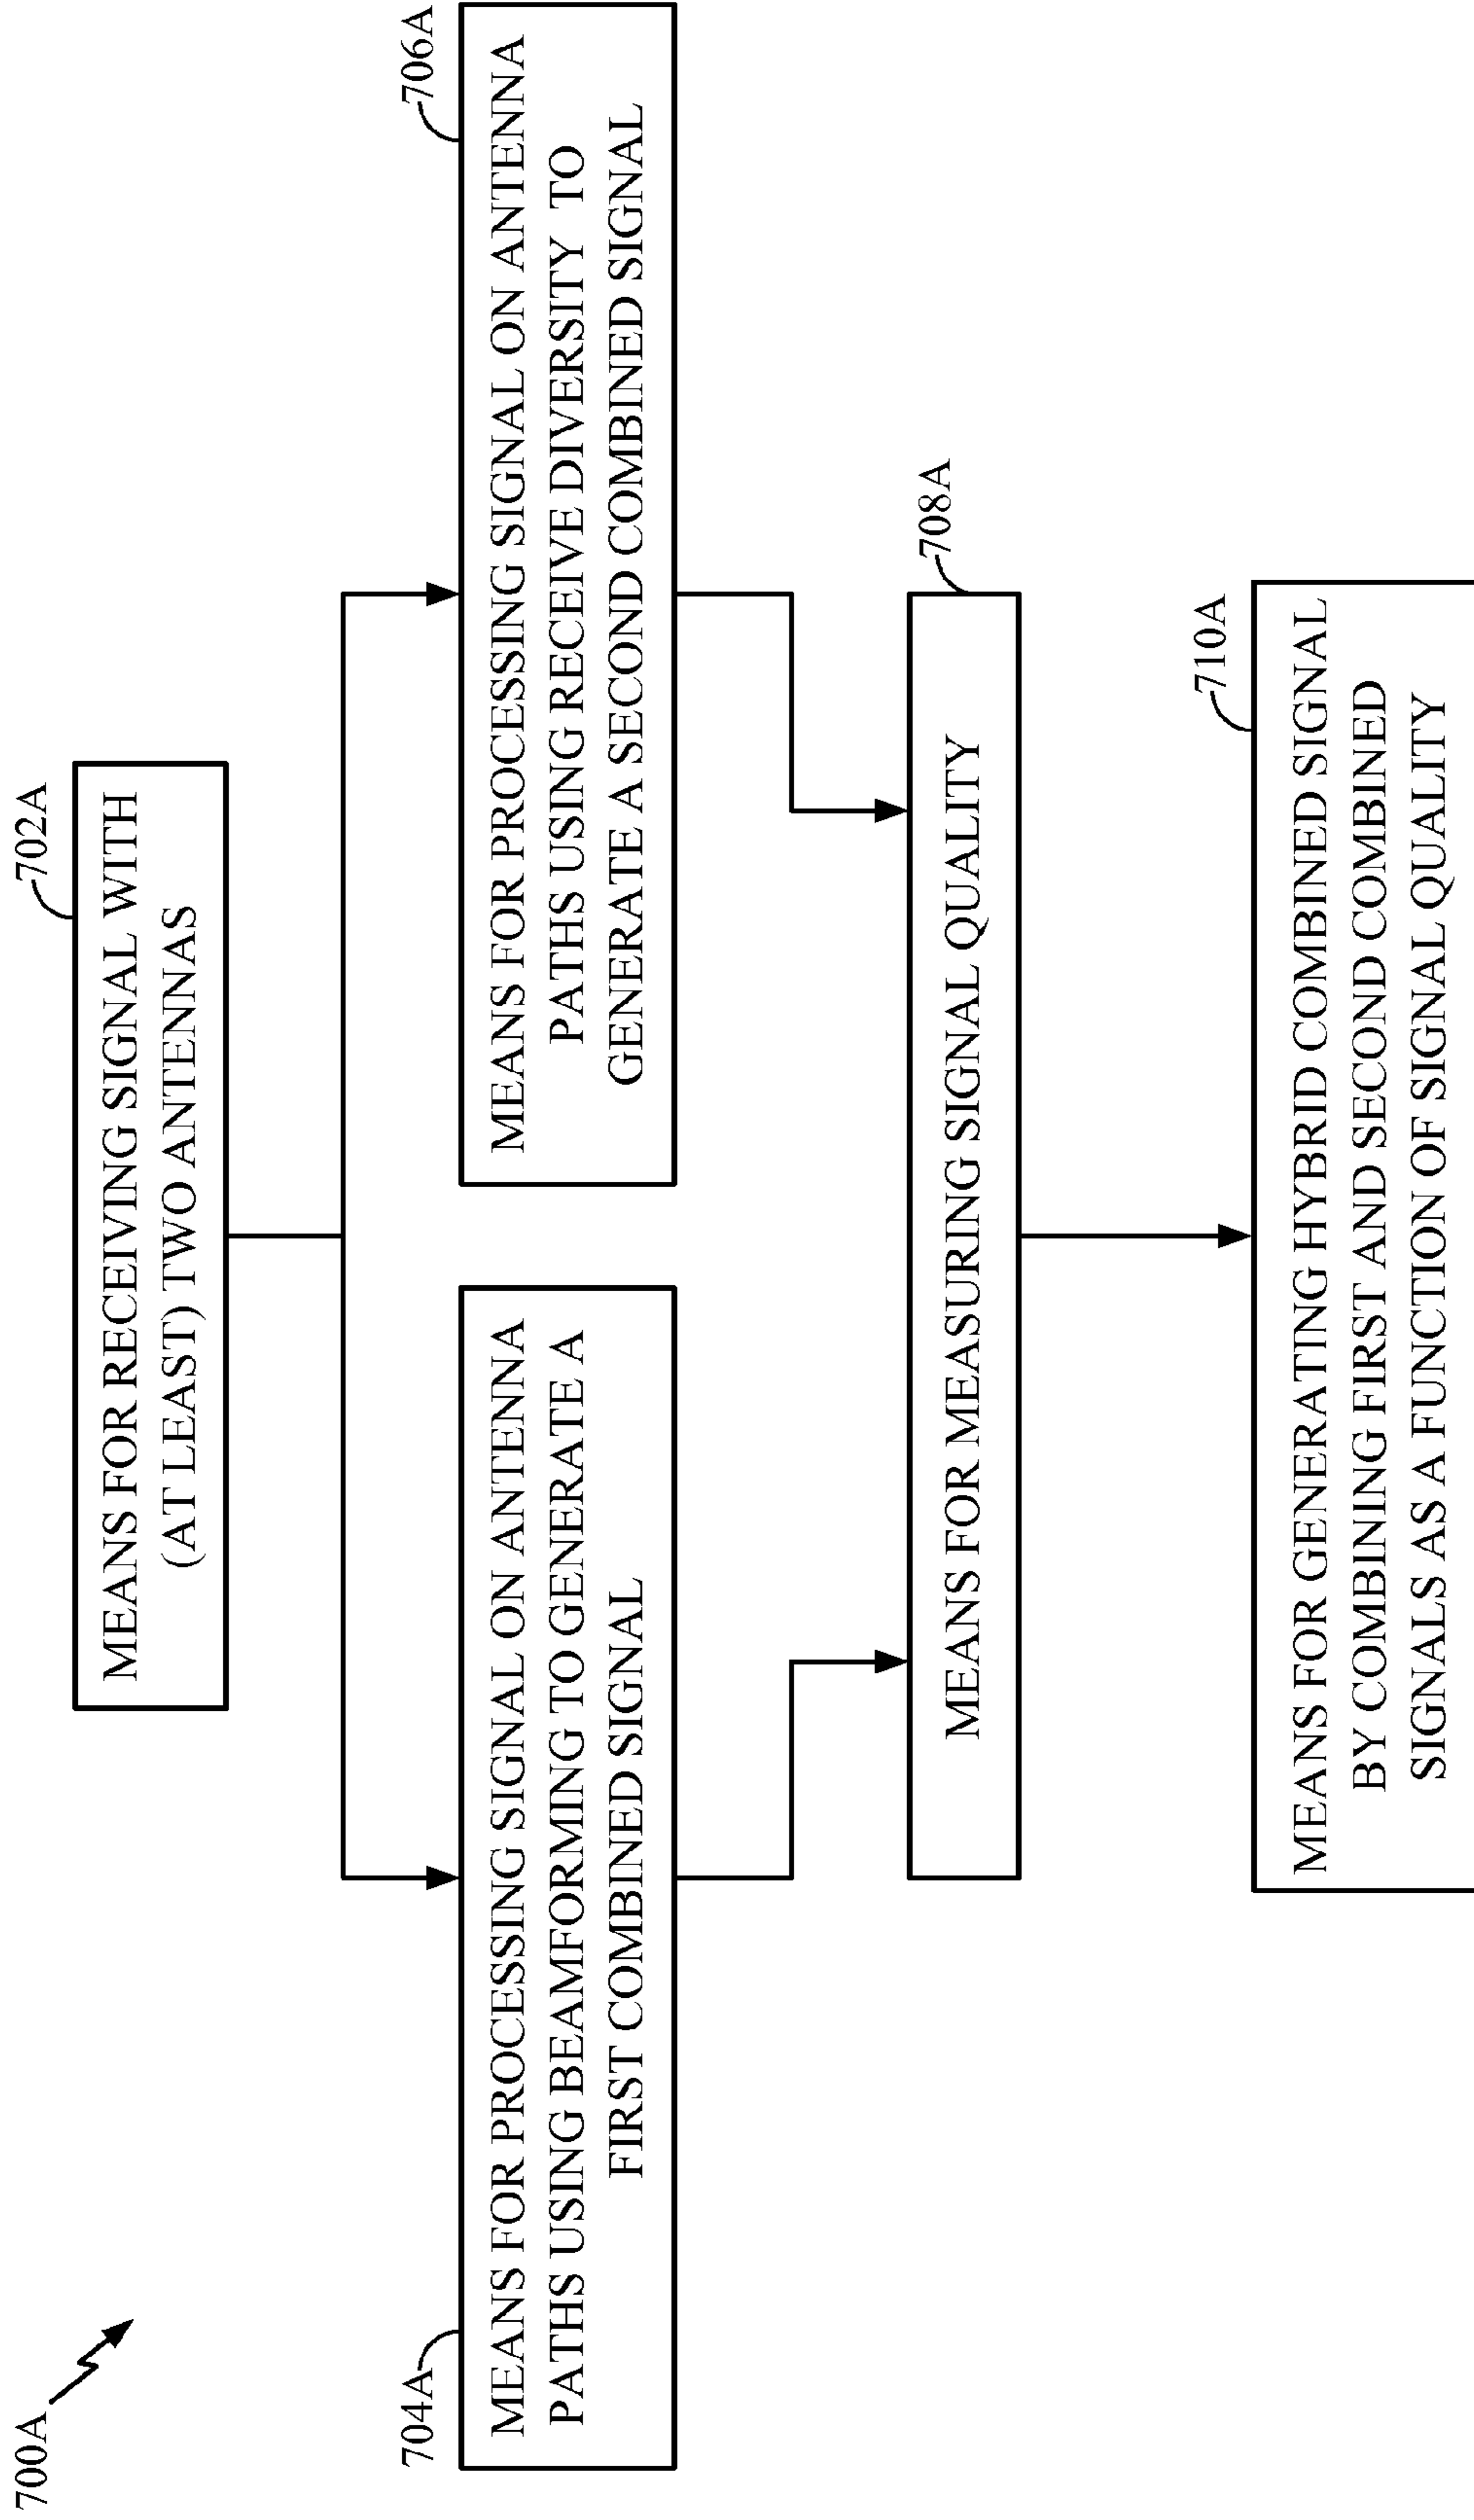 700A
702A
MEANS FOR RECEIVING SIGNAL WITH
(AT LEAST) TWO ANTENNAS
704A
MEANS FOR PROCESSING SIGNAL ON ANTENNA
PATHS USING BEAMFORMING TO GENERATE A
FIRST COMBINED SIGNAL
706A
MEANS FOR PROCESSING SIGNAL ON ANTENNA
PATHS USING RECEIVE DIVERSITY TO
GENERATE A SECOND COMBINED SIGNAL
708A
MEANS FOR MEASURING SIGNAL QUALITY
710A
MEANS FOR GENERATING HYBRID COMBINED SIGNAL
BY COMBINING FIRST AND SECOND COMBINED
SIGNALS AS A FUNCTION OF SIGNAL QUALITY